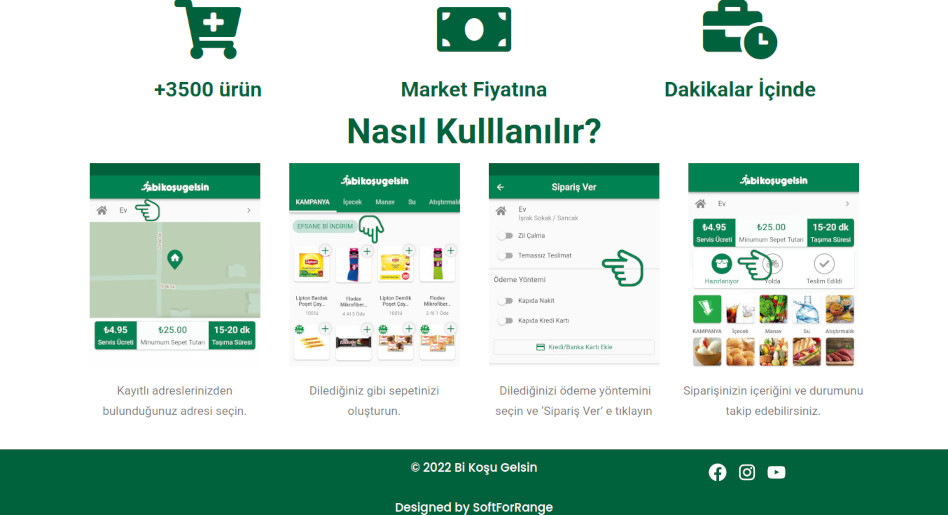 +3500 ürün
Market Fiyatına
Dakikalar İçinde
Nasıl Kulllanılır?
bikoşugelsin
Ev
₺4.95
₺25.00
15-20 dk
Servis Ücreti
Minumum Sepet Tutarı
Taşıma Süresi
bikoşugelsin
KAMPANYA İçecek Manav Su Atıştırmalık
EFSANE Bİ İNDİRİM
Lipton Bardak
Poşet Çay...
Flodex
Mikrofiber...
Lipton Demlik
Poşet Çay...
Flodex
Mikrofiber...
Sipariş Ver
Ev
Zil Çalma
Temassız Teslimat
Ödeme Yöntemi
Kapıda Nakit
Kapıda Kredi Kartı
Kredi/Banka Kartı Ekle
bikoşugelsin
Ev
₺4.95
₺25.00
15-20 dk
Servis Ücreti
Minumum Sepet Tutarı
Taşıma Süresi
Hazırlanıyor
Yolda
Teslim Edildi
KAMPANYA İçecek Manav Su Atıştırmalık
Kayıtlı adreslerinizden
bulunduğunuz adresi seçin.
Dilediğiniz gibi sepetinizi
oluşturun.
Dilediğinizi ödeme yöntemini
seçin ve ‘Sipariş Ver’ e tıklayın
Siparişinizin içeriğini ve durumunu
takip edebilirsiniz.
© 2022 Bi Koşu Gelsin
Designed by SoftForRange